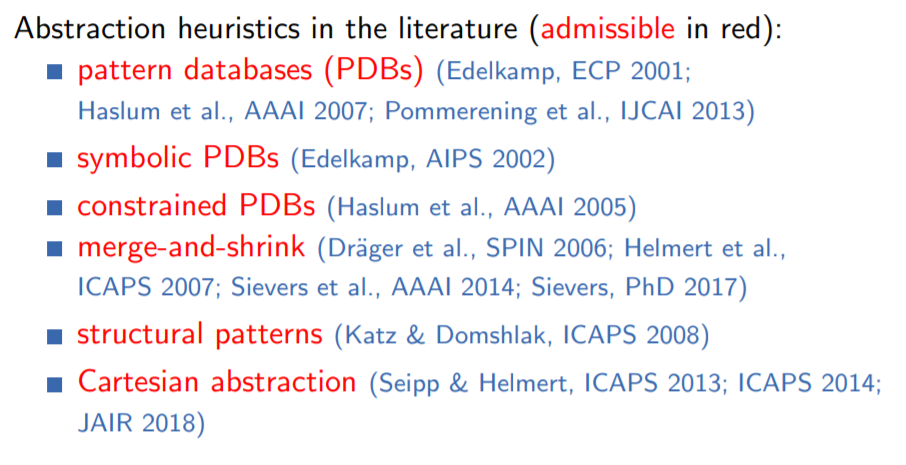 Abstraction heuristics in the literature (admissible in red):
pattern databases (PDBs) (Edelkamp, ECP 2001;
Haslum et al., AAAI 2007; Pommerening et al., IJCAI 2013)
symbolic PDBs (Edelkamp, AIPS 2002)
constrained PDBs (Haslum et al., AAAI 2005)
merge-and-shrink (Dräger et al., SPIN 2006; Helmert et al.,
ICAPS 2007; Sievers et al., AAAI 2014; Sievers, PhD 2017)
structural patterns (Katz & Domshlak, ICAPS 2008)
Cartesian abstraction (Seipp & Helmert, ICAPS 2013; ICAPS 2014;
JAIR 2018)